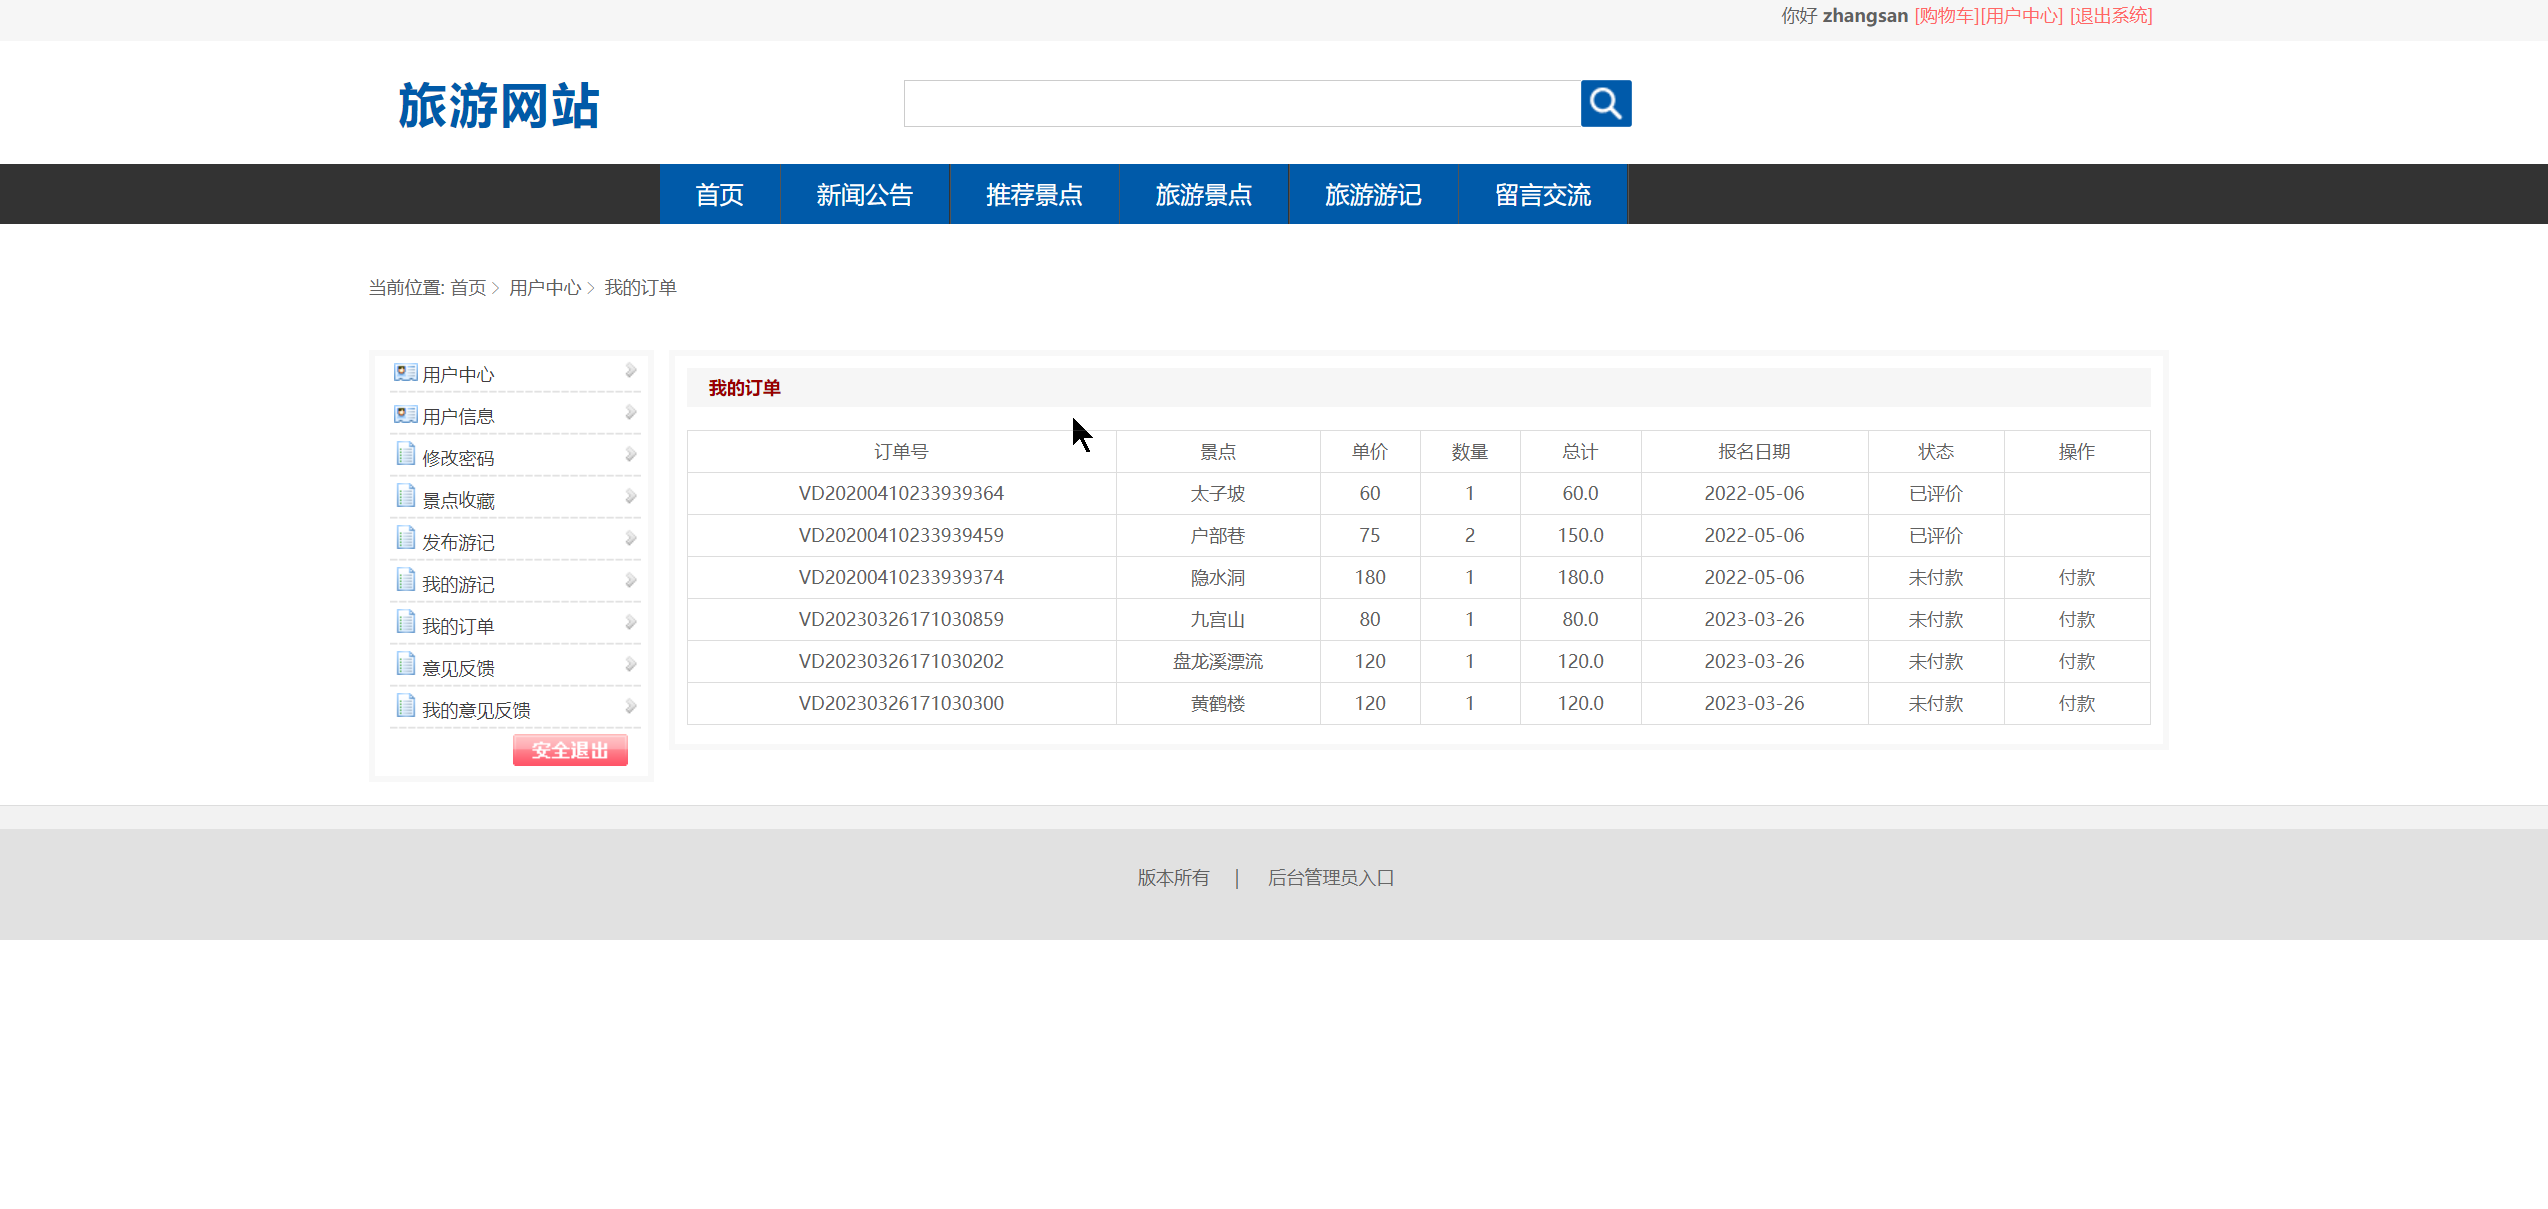 你好 zhangsan [购物车][用户中心] [退出系统]
旅游网站
首页 新闻公告 推荐景点 旅游景点 旅游游记 留言交流
当前位置: 首页 用户中心 我的订单
用户中心
用户信息
修改密码
景点收藏
发布游记
我的游记
我的订单
意见反馈
我的意见反馈
安全退出
我的订单
订单号 景点 单价 数量 总计 报名日期 状态 操作
VD20200410233939364 太子坡 60 1 60.0 2022-05-06 已评价
VD20200410233939459 户部巷 75 2 150.0 2022-05-06 已评价
VD20200410233939374 隐水洞 180 1 180.0 2022-05-06 未付款 付款
VD20230326171030859 九宫山 80 1 80.0 2023-03-26 未付款 付款
VD20230326171030202 盘龙溪漂流 120 1 120.0 2023-03-26 未付款 付款
VD20230326171030300 黄鹤楼 120 1 120.0 2023-03-26 未付款 付款
版本所有 | 后台管理员入口